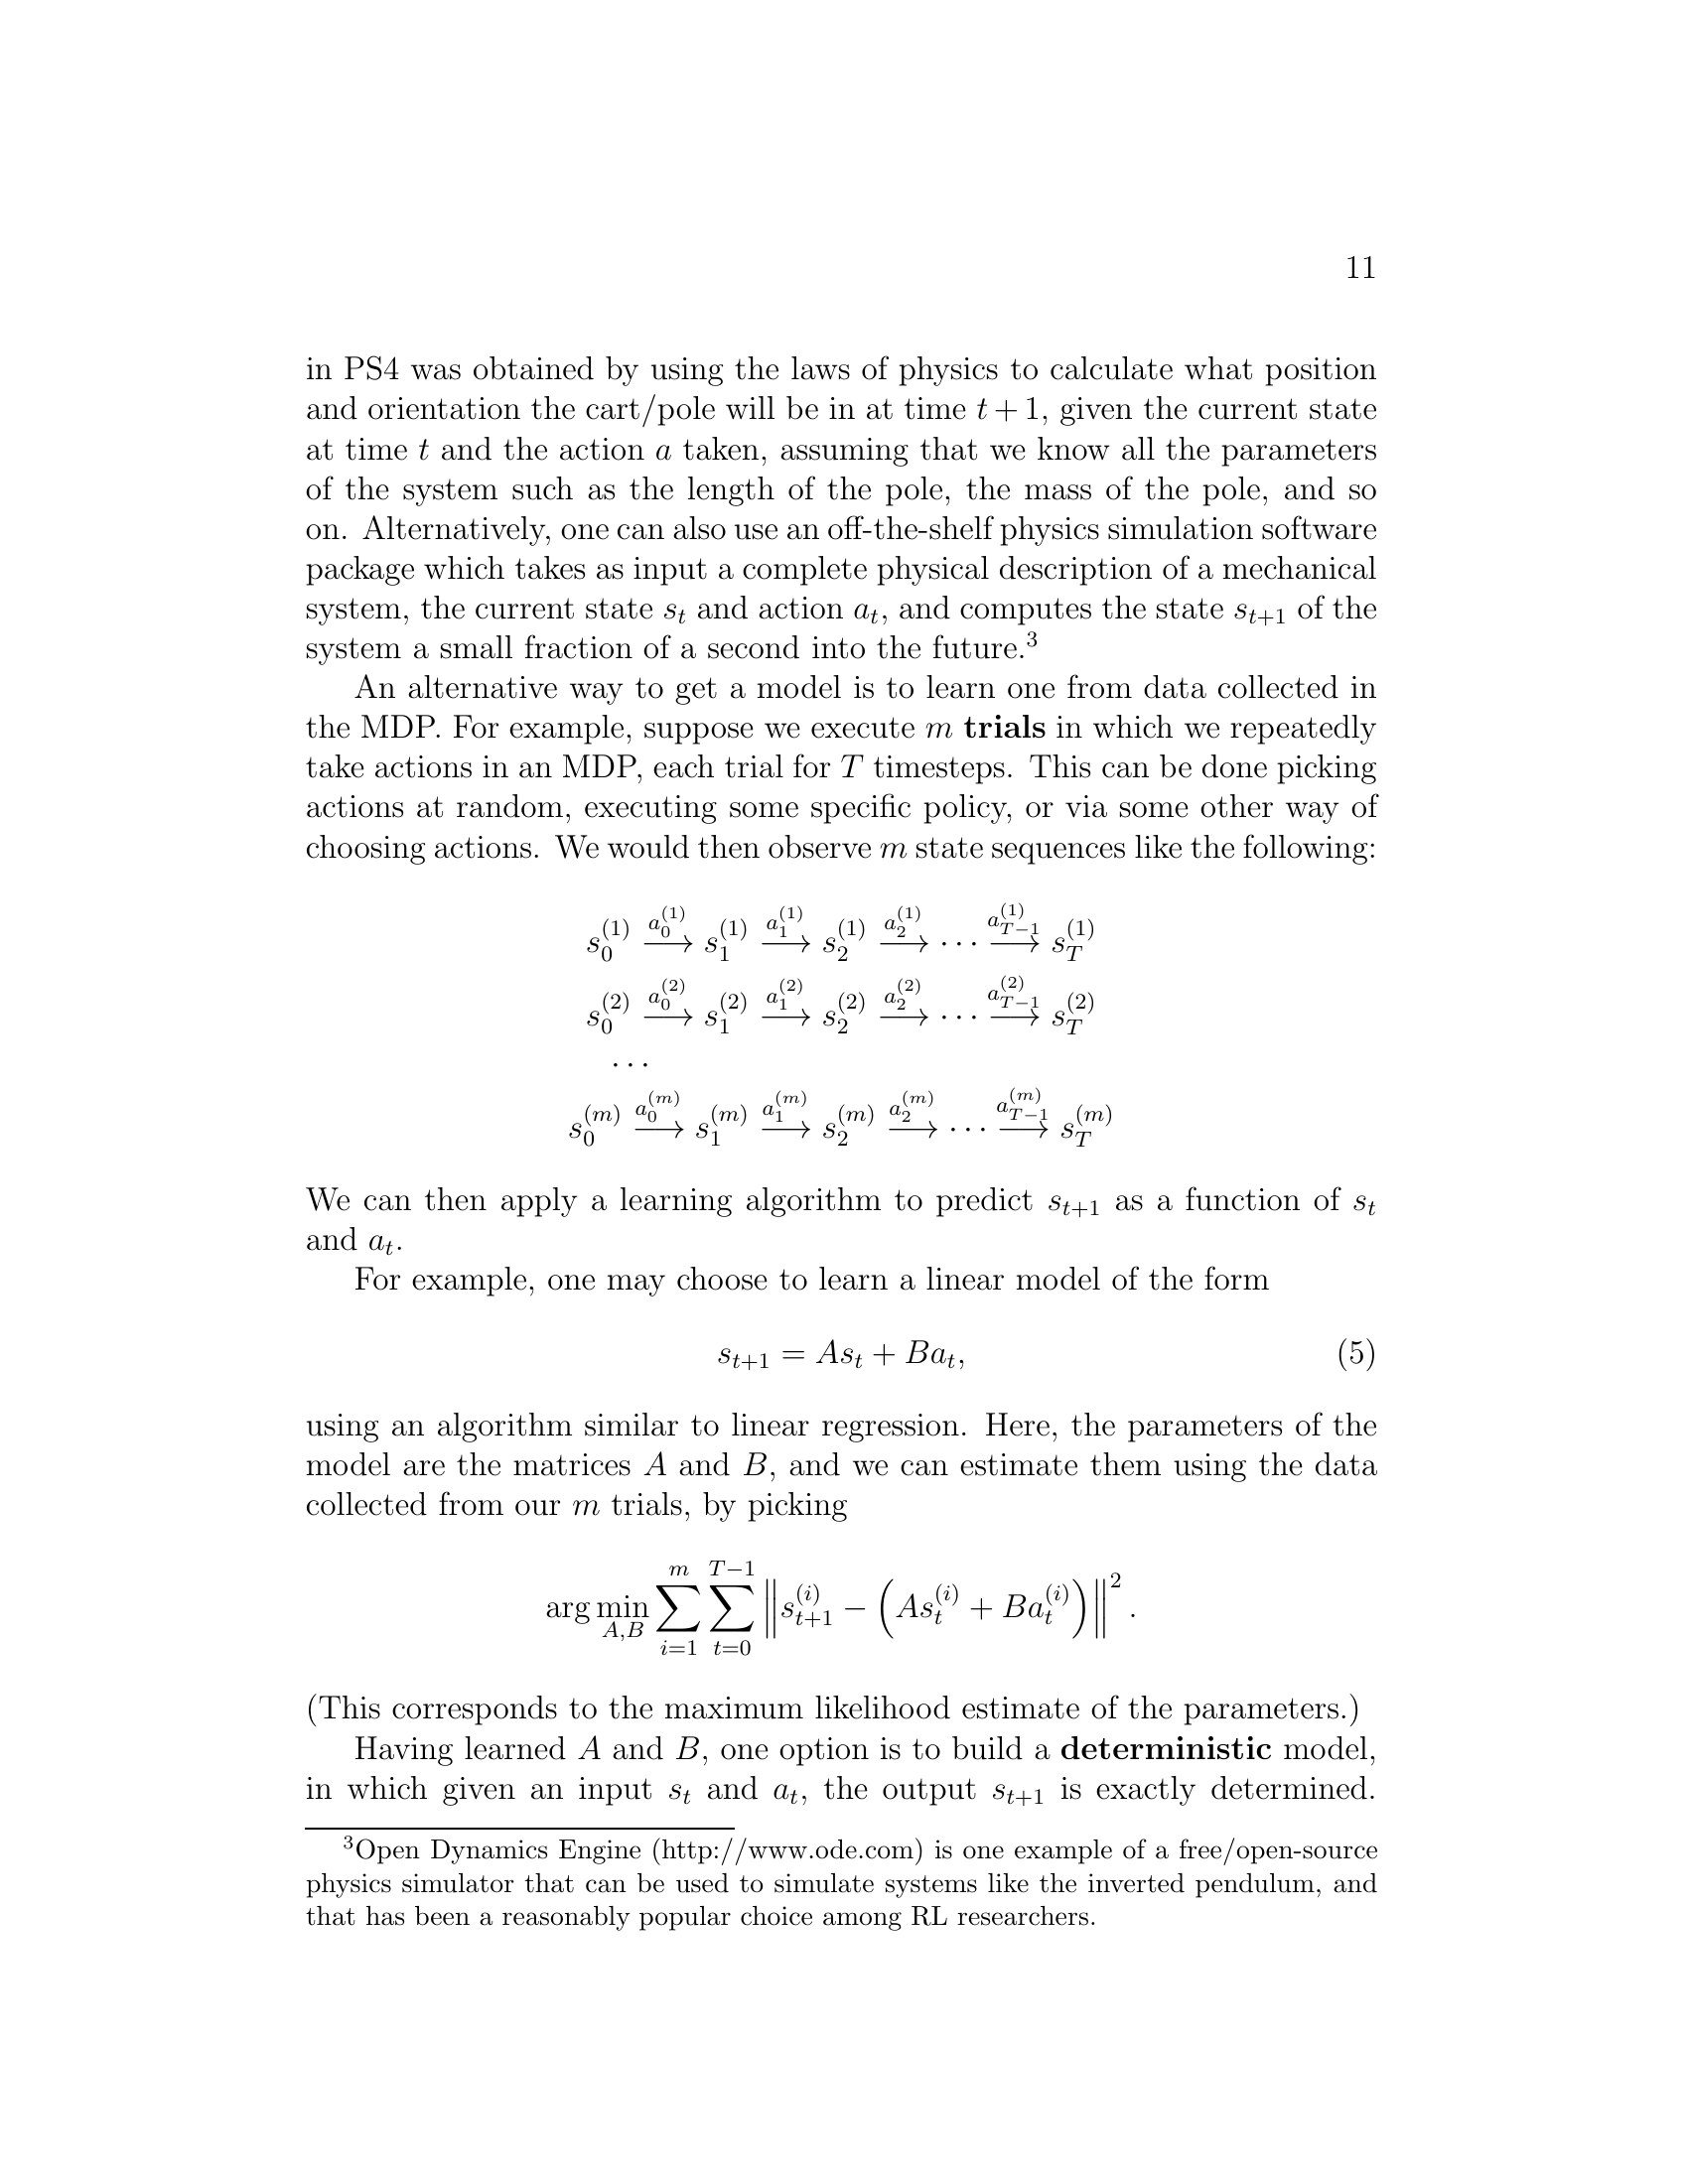 11
in PS4 was obtained by using the laws of physics to calculate what position
and orientation the cart/pole will be in at time t + 1, given the current state
at time t and the action a taken, assuming that we know all the parameters
of the system such as the length of the pole, the mass of the pole, and so
on. Alternatively, one can also use an off-the-shelf physics simulation software
package which takes as input a complete physical description of a mechanical
system, the current state s_t and action a_t, and computes the state s_{t+1} of the
system a small fraction of a second into the future.^3
An alternative way to get a model is to learn one from data collected in
the MDP. For example, suppose we execute m trials in which we repeatedly
take actions in an MDP, each trial for T timesteps. This can be done picking
actions at random, executing some specific policy, or via some other way of
choosing actions. We would then observe m state sequences like the following:
s_0^{(1)} \xrightarrow{a_0^{(1)}} s_1^{(1)} \xrightarrow{a_1^{(1)}} s_2^{(1)} \xrightarrow{a_2^{(1)}} \cdots \xrightarrow{a_{T-1}^{(1)}} s_T^{(1)}
s_0^{(2)} \xrightarrow{a_0^{(2)}} s_1^{(2)} \xrightarrow{a_1^{(2)}} s_2^{(2)} \xrightarrow{a_2^{(2)}} \cdots \xrightarrow{a_{T-1}^{(2)}} s_T^{(2)}
· · ·
s_0^{(m)} \xrightarrow{a_0^{(m)}} s_1^{(m)} \xrightarrow{a_1^{(m)}} s_2^{(m)} \xrightarrow{a_2^{(m)}} \cdots \xrightarrow{a_{T-1}^{(m)}} s_T^{(m)}
We can then apply a learning algorithm to predict s_{t+1} as a function of s_t
and a_t.
For example, one may choose to learn a linear model of the form
s_{t+1} = As_t + Ba_t, (5)
using an algorithm similar to linear regression. Here, the parameters of the
model are the matrices A and B, and we can estimate them using the data
collected from our m trials, by picking
\arg\min_{A,B} \sum_{i=1}^{m} \sum_{t=0}^{T-1} \left\| s_{t+1}^{(i)} - \left( As_t^{(i)} + Ba_t^{(i)} \right) \right\|^2 .
(This corresponds to the maximum likelihood estimate of the parameters.)
Having learned A and B, one option is to build a deterministic model,
in which given an input s_t and a_t, the output s_{t+1} is exactly determined.
^3Open Dynamics Engine (http://www.ode.com) is one example of a free/open-source
physics simulator that can be used to simulate systems like the inverted pendulum, and
that has been a reasonably popular choice among RL researchers.